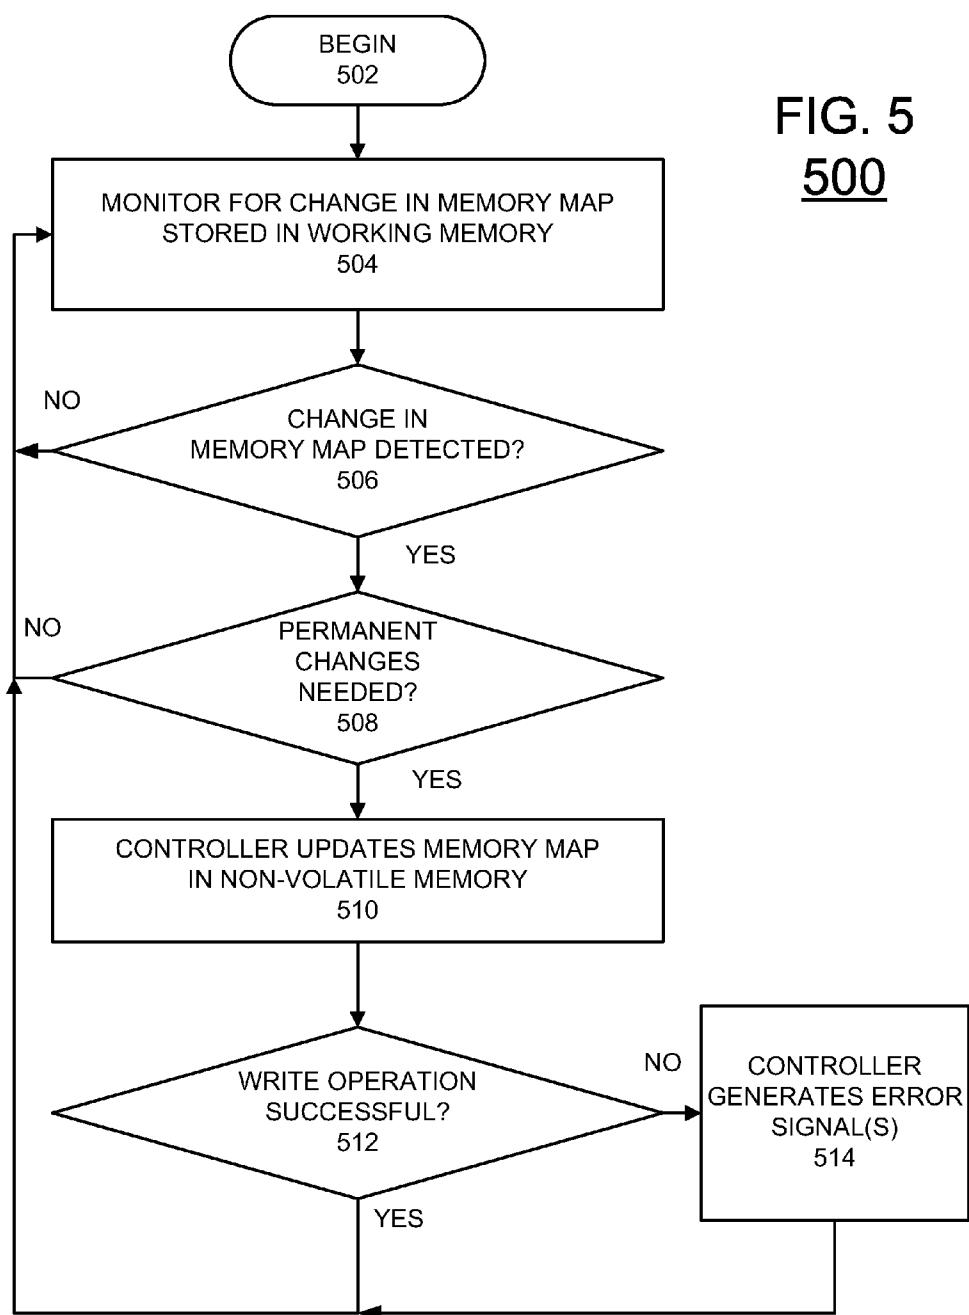 BEGIN
502
FIG. 5
500
MONITOR FOR CHANGE IN MEMORY MAP
STORED IN WORKING MEMORY
504
NO
CHANGE IN
MEMORY MAP DETECTED?
506
YES
NO
PERMANENT
CHANGES
NEEDED?
508
YES
CONTROLLER UPDATES MEMORY MAP
IN NON-VOLATILE MEMORY
510
WRITE OPERATION
SUCCESSFUL?
512
NO
CONTROLLER
GENERATES ERROR
SIGNAL(S)
514
YES